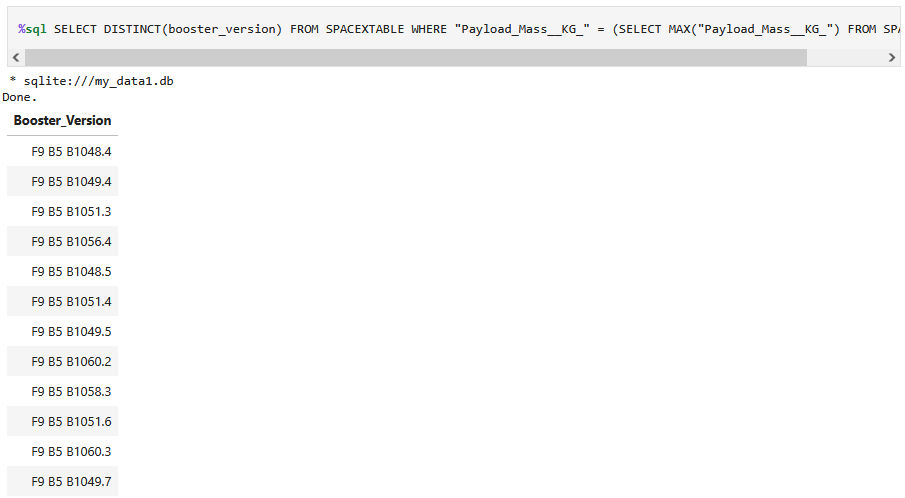 %sql SELECT DISTINCT(booster_version) FROM SPACEXTABLE WHERE "Payload_Mass__KG_" = (SELECT MAX("Payload_Mass__KG_") FROM SPA
* sqlite:///my_data1.db
Done.
Booster_Version
F9 B5 B1048.4
F9 B5 B1049.4
F9 B5 B1051.3
F9 B5 B1056.4
F9 B5 B1048.5
F9 B5 B1051.4
F9 B5 B1049.5
F9 B5 B1060.2
F9 B5 B1058.3
F9 B5 B1051.6
F9 B5 B1060.3
F9 B5 B1049.7